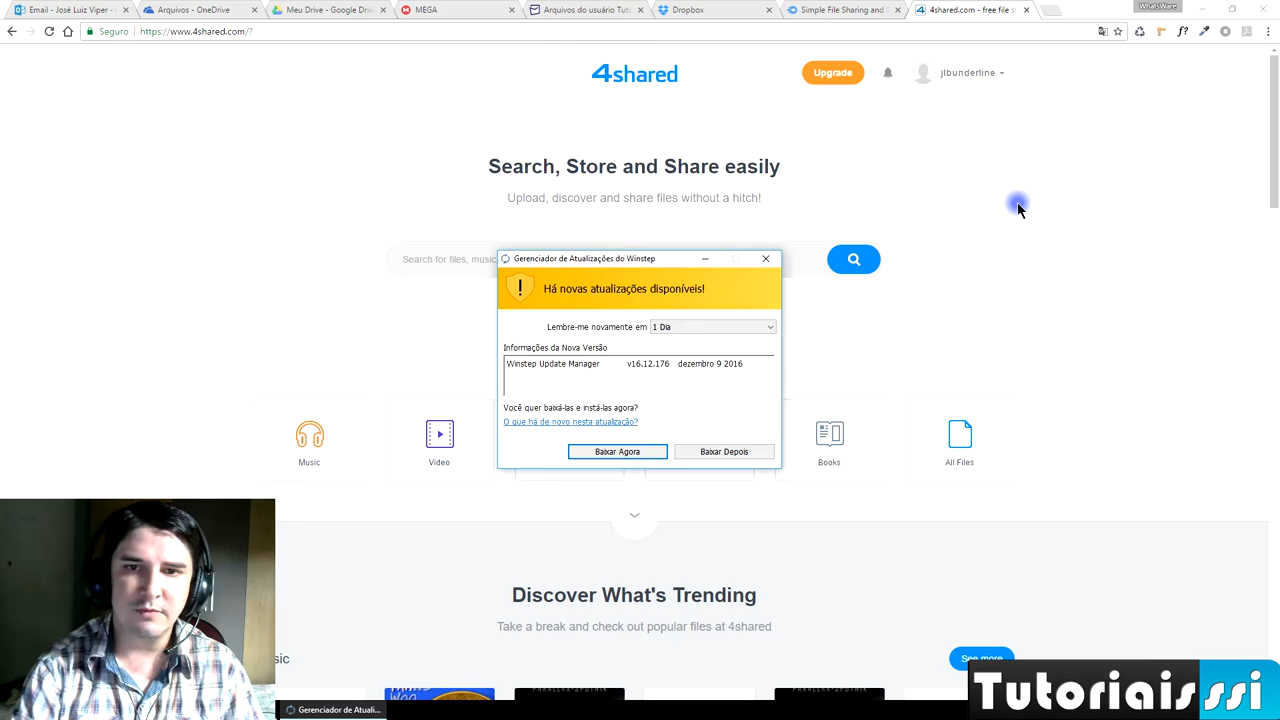 Email - José Luiz Viper -
Arquivos - OneDrive
Meu Drive - Google Dri
MEGA
Arquivos do usuário Tuto
Dropbox
Simple File Sharing and S
4shared.com - free file s
WhatsWare
Seguro
https://www.4shared.com/?
4shared
Upgrade
jlbunderline
Search, Store and Share easily
Upload, discover and share files without a hitch!
Search for files, music
Gerenciador de Atualizações do Winstep
Há novas atualizações disponíveis!
Lembre-me novamente em 1 Dia
Informações da Nova Versão
Winstep Update Manager v16.12.176 dezembro 9 2016
Você quer baixá-las e instá-las agora?
O que há de novo nesta atualização?
Baixar Agora
Baixar Depois
Music
Video
Books
All Files
Discover What's Trending
Take a break and check out popular files at 4shared
sic
See more
Tutoriaisssi
Gerenciador de Atuali...